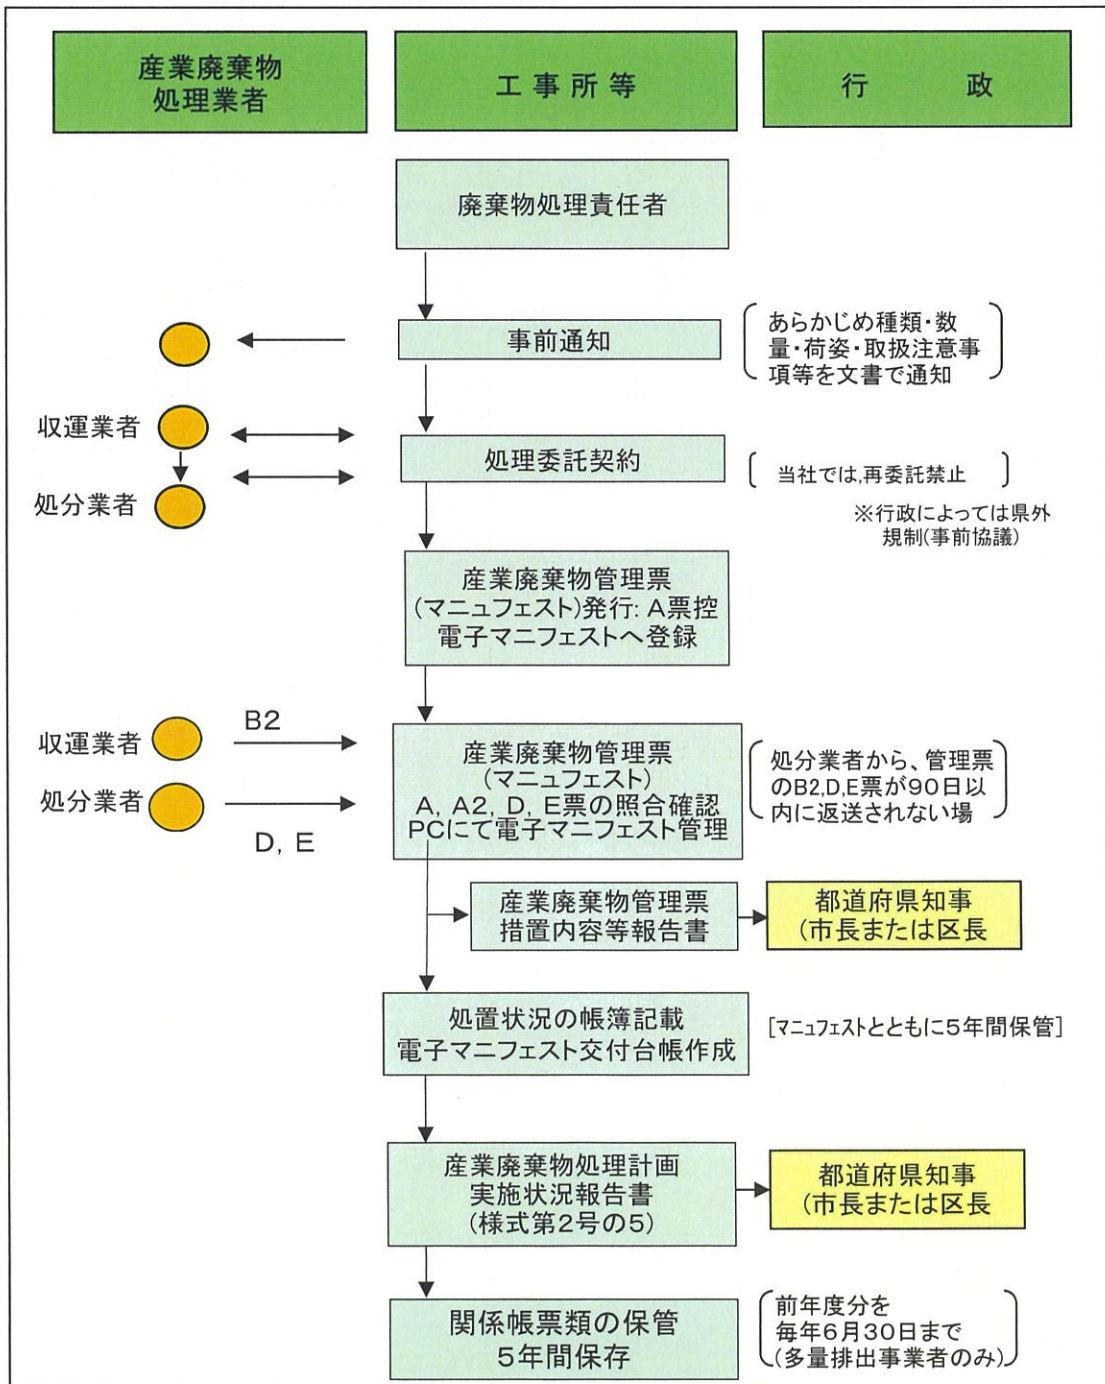 産業廃棄物
処理業者
工事所等
行　政
廃棄物処理責任者
事前通知
あらかじめ種類・数
量・荷姿・取扱注意事
項等を文書で通知
収運業者
処分業者
処理委託契約
当社では,再委託禁止
※行政によっては県外
規制(事前協議)
産業廃棄物管理票
(マニュフェスト)発行: A票控
電子マニフェストへ登録
収運業者
B2
処分業者
D, E
産業廃棄物管理票
(マニュフェスト)
A, A2, D, E票の照合確認
PCにて電子マニフェスト管理
処分業者から、管理票
のB2,D,E票が90日以
内に返送されない場
産業廃棄物管理票
措置内容等報告書
都道府県知事
(市長または区長
処置状況の帳簿記載
電子マニフェスト交付台帳作成
[マニュフェストとともに5年間保管]
産業廃棄物処理計画
実施状況報告書
(様式第2号の5)
都道府県知事
(市長または区長
関係帳票類の保管
5年間保存
前年度分を
毎年6月30日まで
(多量排出事業者のみ)